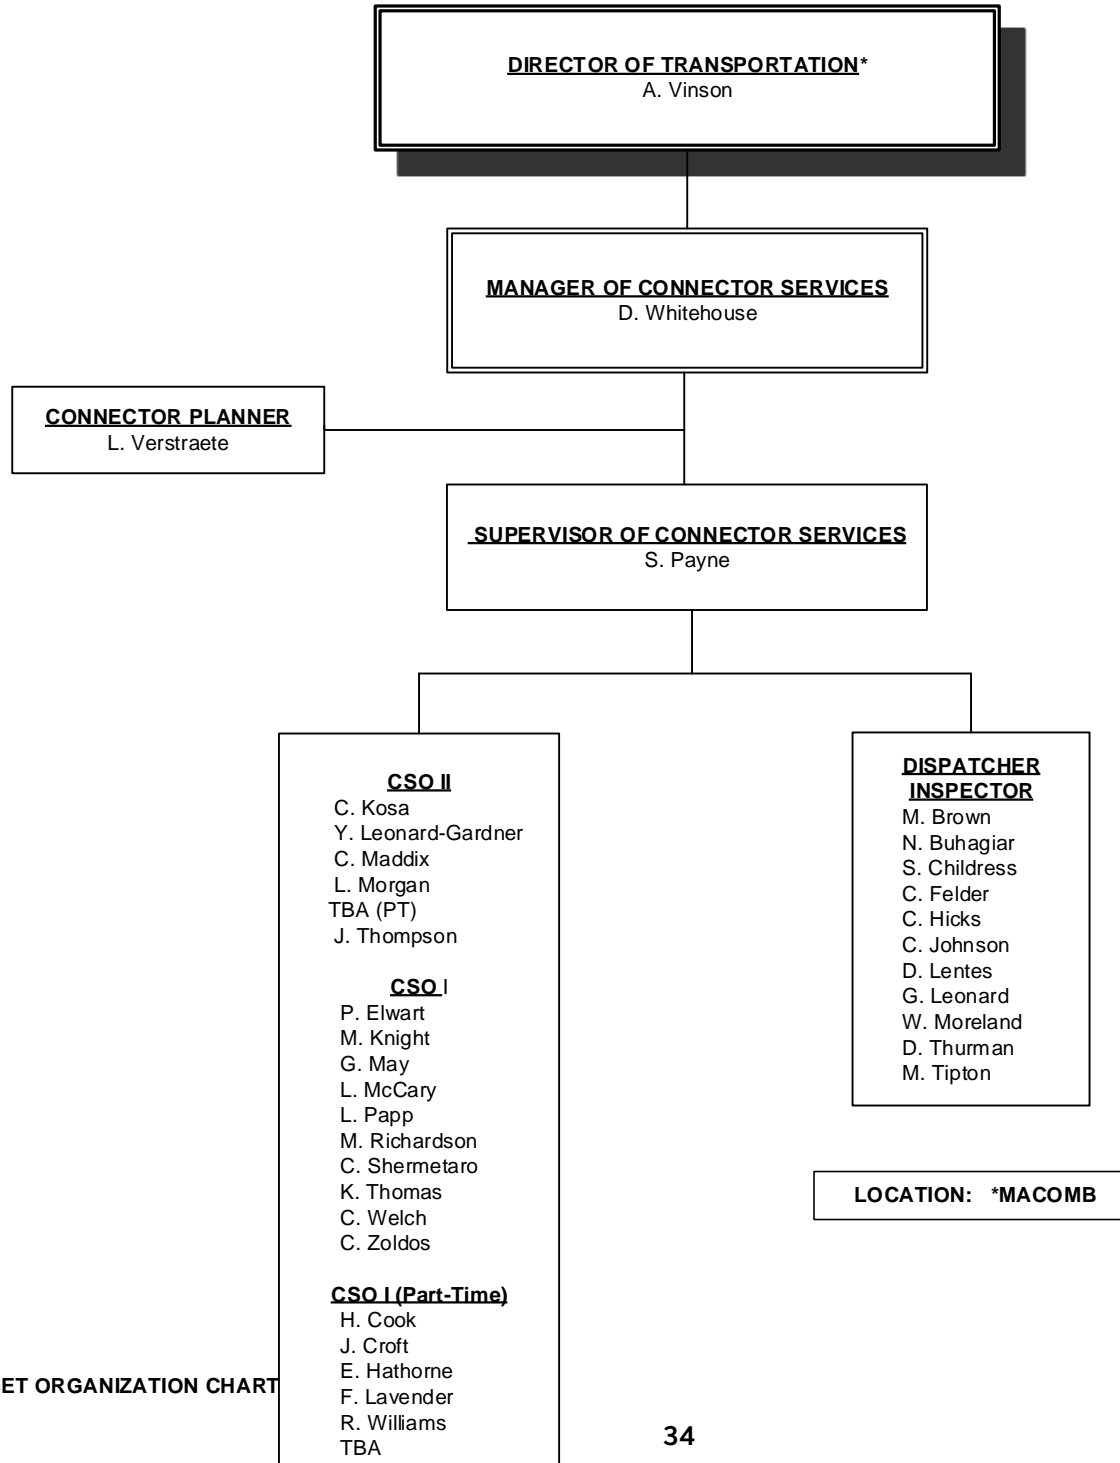 DIRECTOR OF TRANSPORTATION*
A. Vinson
MANAGER OF CONNECTOR SERVICES
D. Whitehouse
CONNECTOR PLANNER
L. Verstraete
SUPERVISOR OF CONNECTOR SERVICES
S. Payne
CSO II
C. Kosa
Y. Leonard-Gardner
C. Maddix
L. Morgan
TBA (PT)
J. Thompson
CSO I
P. Elwart
M. Knight
G. May
L. McCary
L. Papp
M. Richardson
C. Shermetaro
K. Thomas
C. Welch
C. Zoldos
CSO I (Part-Time)
H. Cook
J. Croft
E. Hathorne
F. Lavender
R. Williams
TBA
DISPATCHER
INSPECTOR
M. Brown
N. Buhagiar
S. Childress
C. Felder
C. Hicks
C. Johnson
D. Lentes
G. Leonard
W. Moreland
D. Thurman
M. Tipton
LOCATION: *MACOMB
ORGANIZATION CHART
34